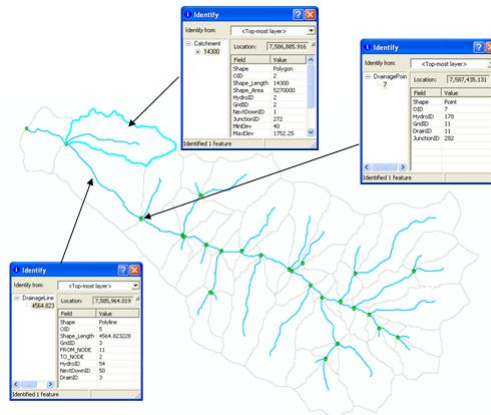 Identify
Identify from: <Top-most layer>
Catchment
14300
Location: 7,586,885.916
Field Value
Shape Polygon
OID 2
Shape_Length 14300
Shape_Area 5270000
HydroID 2
GridID 2
NextDownID 1
JunctionID 272
MinElev 40
MaxElev 1752.25
Identified 1 feature
Identify
Identify from: <Top-most layer>
DrainagePoin
7
Location: 7,587,435.131
Field Value
Shape Point
OID 7
HydroID 178
GridID 11
DrainID 11
JunctionID 282
Identified 1 feature
Identify
Identify from: <Top-most layer>
DrainageLine
4564.823
Location: 7,585,964.019
Field Value
Shape Polyline
OID 5
Shape_Length 4564.823228
GridID 3
FROM_NODE 11
TO_NODE 2
HydroID 54
NextDownID 50
DrainID 3
Identified 1 feature